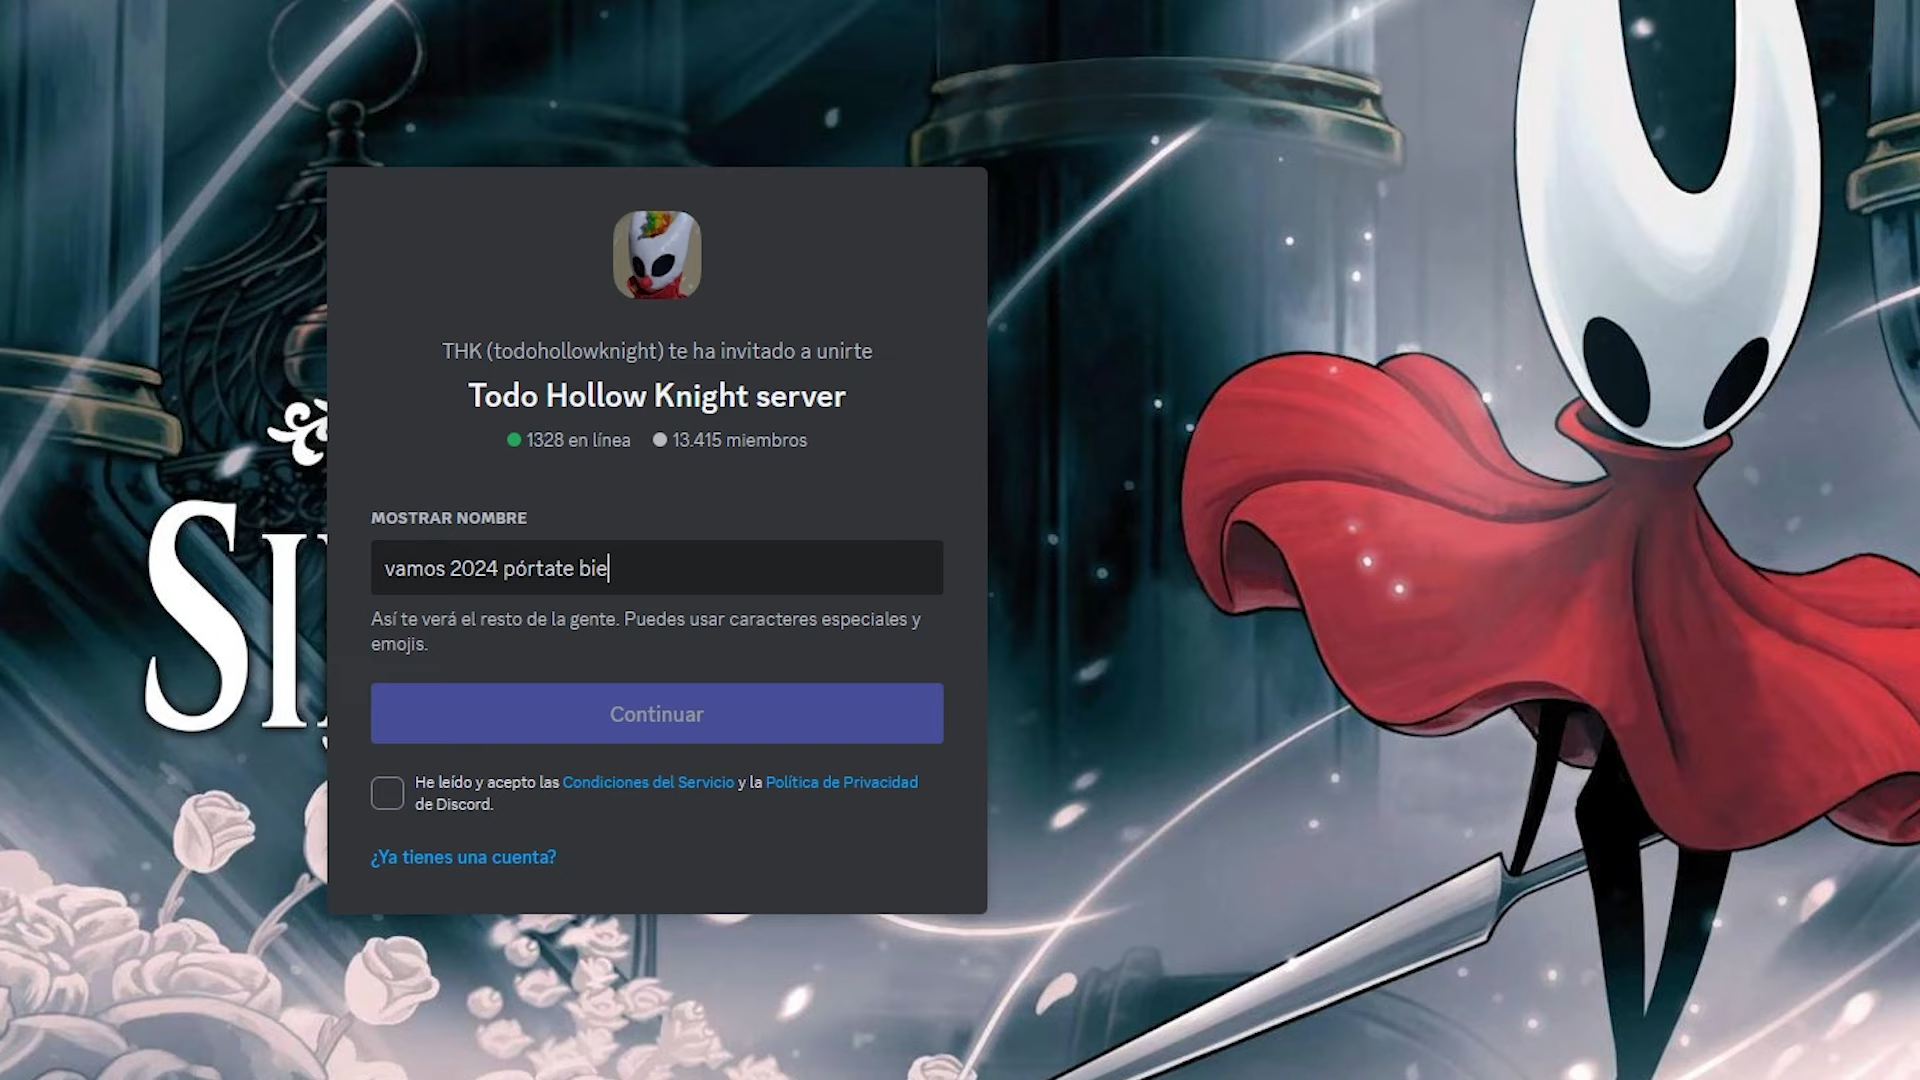 THK (todohollowknight) te ha invitado a unirte
Todo Hollow Knight server
1328 en línea 13.415 miembros
MOSTRAR NOMBRE
vamos 2024 pórtate bie
Así te verá el resto de la gente. Puedes usar caracteres especiales y
emojis.
Continuar
He leído y acepto las Condiciones del Servicio y la Política de Privacidad
de Discord.
¿Ya tienes una cuenta?